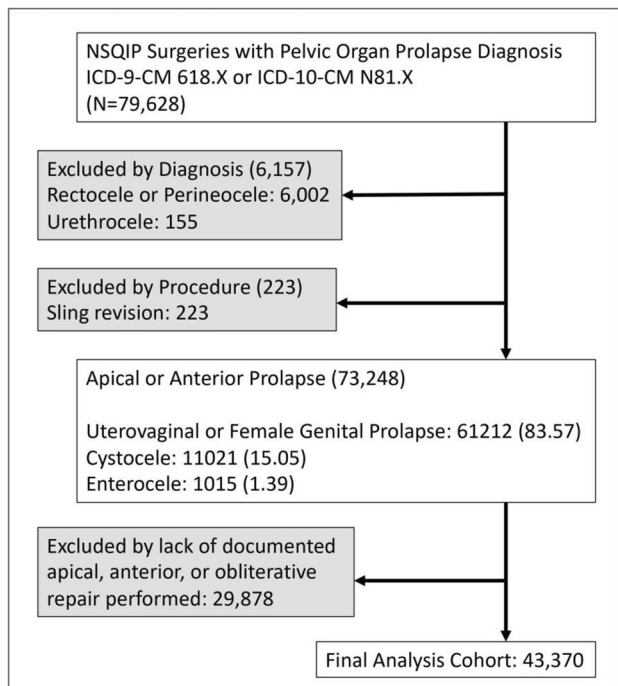 NSQIP Surgeries with Pelvic Organ Prolapse Diagnosis
ICD-9-CM 618.X or ICD-10-CM N81.X
(N=79,628)
Excluded by Diagnosis (6,157)
Rectocele or Perineocele: 6,002
Urethrocele: 155
Excluded by Procedure (223)
Sling revision: 223
Apical or Anterior Prolapse (73,248)
Uterovaginal or Female Genital Prolapse: 61212 (83.57)
Cystocele: 11021 (15.05)
Enterocele: 1015 (1.39)
Excluded by lack of documented
apical, anterior, or obliterative
repair performed: 29,878
Final Analysis Cohort: 43,370